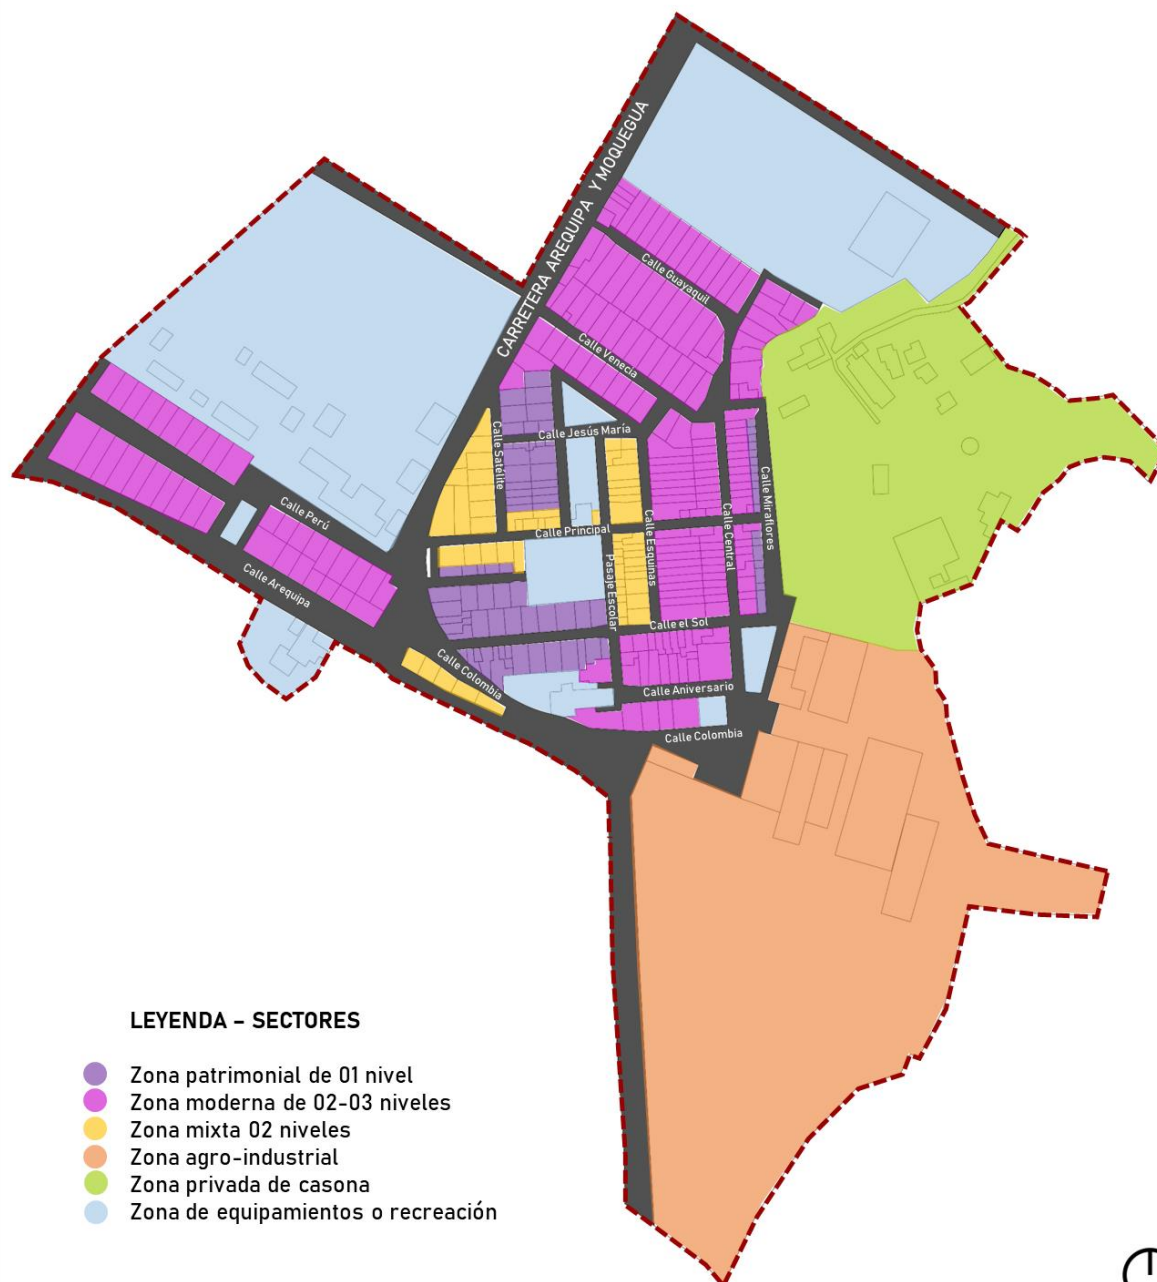 CARRETERA AREQUIPA Y MOQUEGUA
Calle Guayaquil
Calle Venecia
Calle Jesús María
Calle Satélite
Calle Principal
Calle Esquinas
Calle Central
Calle Miraflores
Pasaje Escolar
Calle Perú
Calle Arequipa
Calle el Sol
Calle Colombia
Calle Aniversario
Calle Colombia
LEYENDA – SECTORES
Zona patrimonial de 01 nivel
Zona moderna de 02-03 niveles
Zona mixta 02 niveles
Zona agro-industrial
Zona privada de casona
Zona de equipamientos o recreación